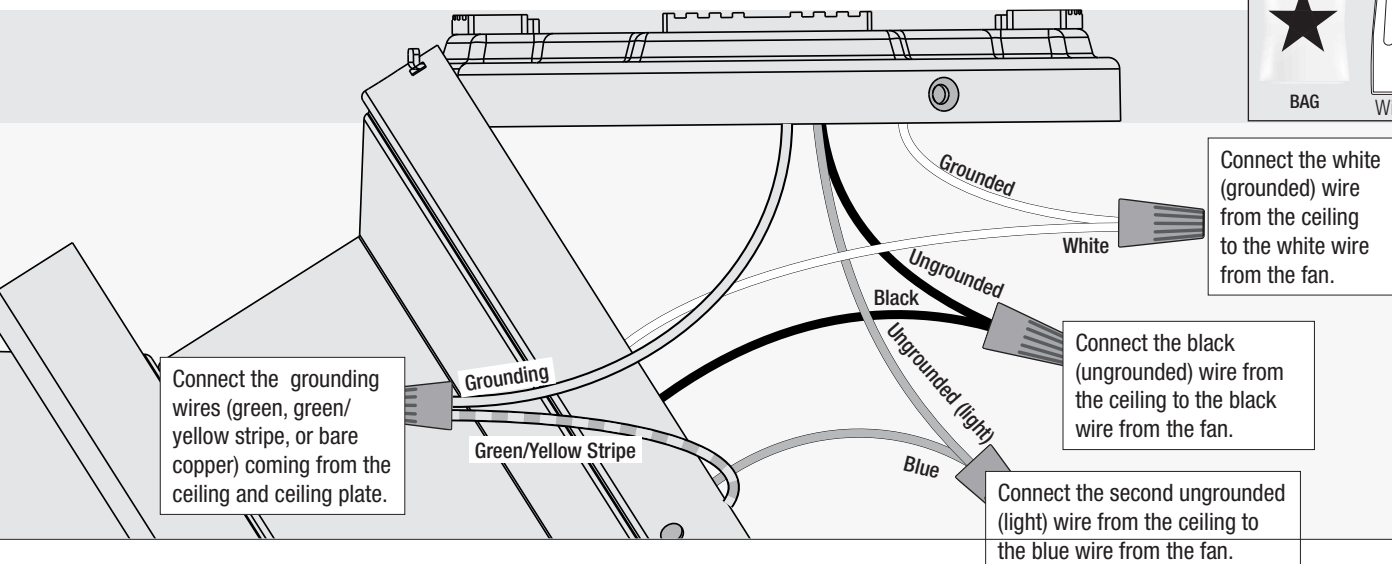 BAG
Grounded
White
Connect the white
(grounded) wire
from the ceiling
to the white wire
from the fan.
Ungrounded
Black
Connect the black
(ungrounded) wire from
the ceiling to the black
wire from the fan.
Ungrounded (light)
Blue
Connect the second ungrounded
(light) wire from the ceiling to
the blue wire from the fan.
Grounding
Green/Yellow Stripe
Connect the grounding
wires (green, green/
yellow stripe, or bare
copper) coming from the
ceiling and ceiling plate.